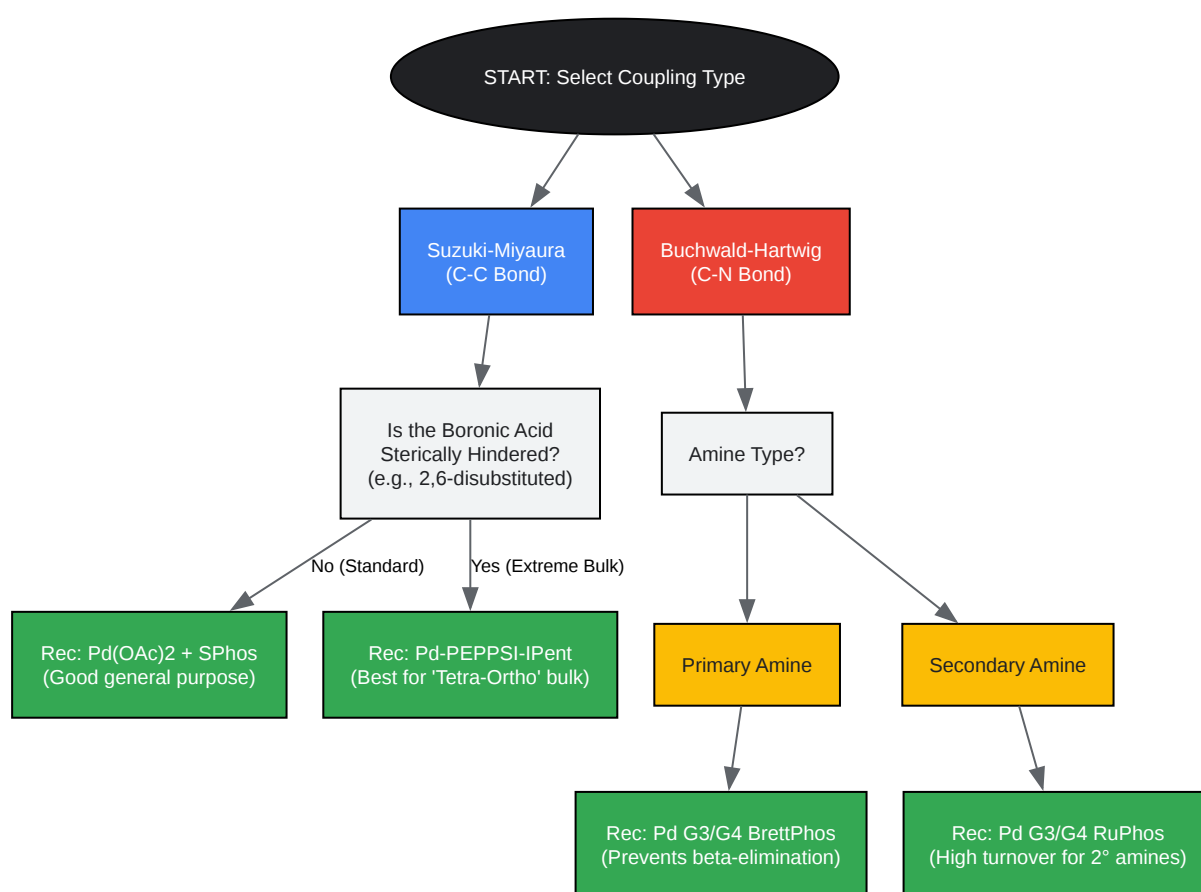 START: Select Coupling Type
Suzuki-Miyaura
(C-C Bond)
Buchwald-Hartwig
(C-N Bond)
Is the Boronic Acid
Sterically Hindered?
(e.g., 2,6-disubstituted)
Amine Type?
No (Standard)
Yes (Extreme Bulk)
Rec: Pd(OAc)2 + SPhos
(Good general purpose)
Rec: Pd-PEPPSI-IPent
(Best for 'Tetra-Ortho' bulk)
Primary Amine
Secondary Amine
Rec: Pd G3/G4 BrettPhos
(Prevents beta-elimination)
Rec: Pd G3/G4 RuPhos
(High turnover for 2° amines)